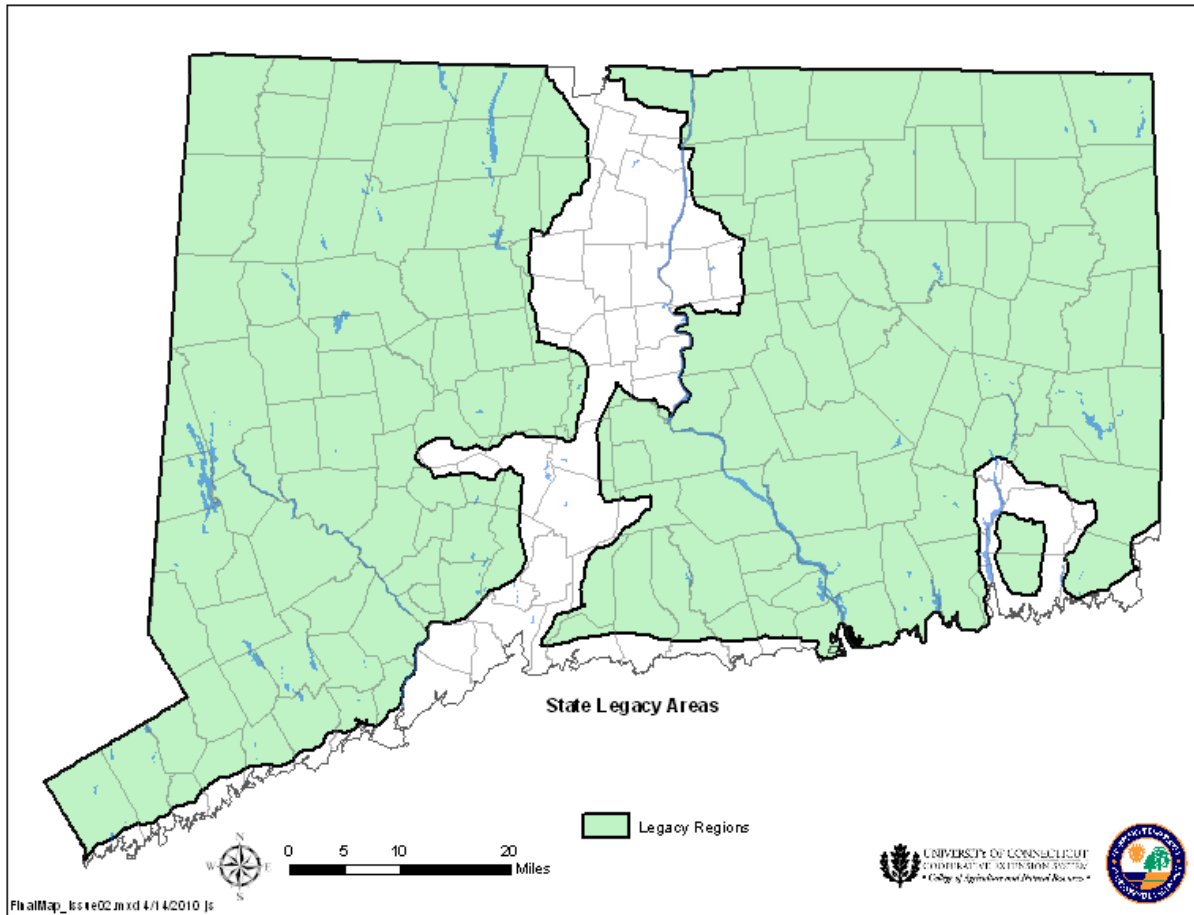 State Legacy Areas
Legacy Regions
N
W E
S
0 5 10 20
Miles
UNIVERSITY OF CONNECTICUT
COOPERATIVE EXTENSION SYSTEM
• College of Agriculture and Natural Resources •
FinalMap_Issue02.mxd 4/14/2010 js